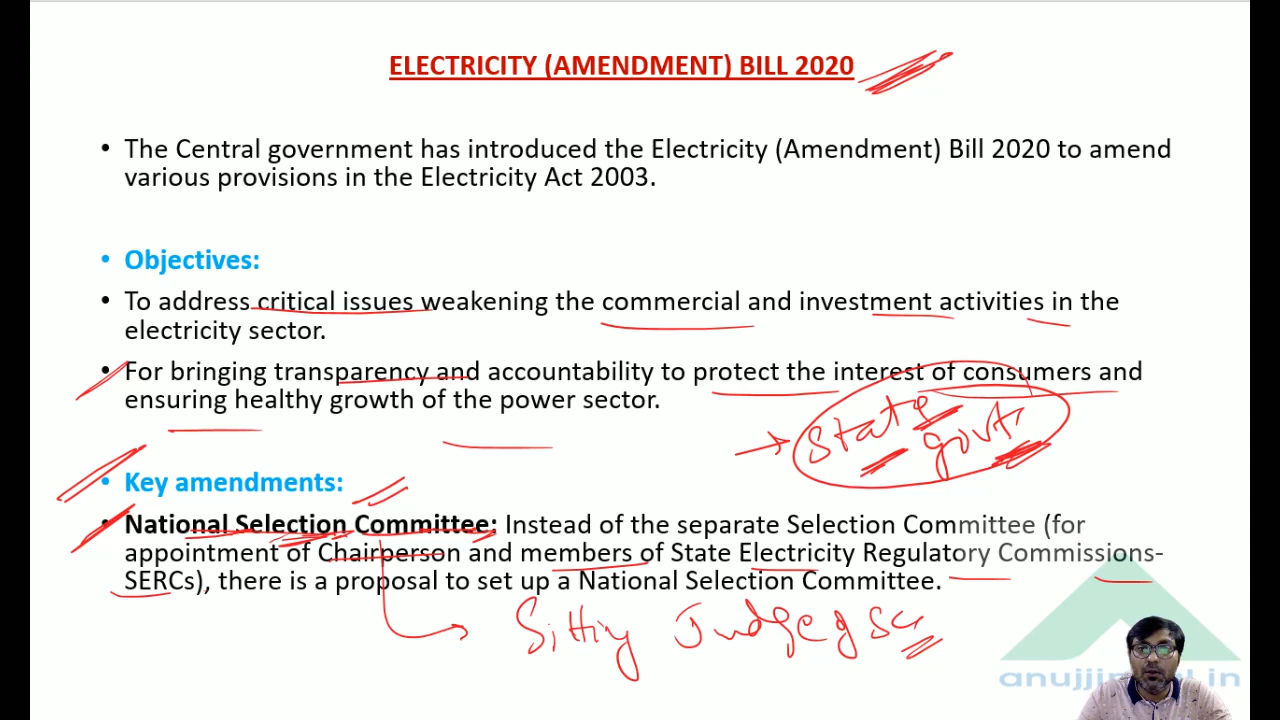 ELECTRICITY (AMENDMENT) BILL 2020
• The Central government has introduced the Electricity (Amendment) Bill 2020 to amend
various provisions in the Electricity Act 2003.
• Objectives:
• To address critical issues weakening the commercial and investment activities in the
electricity sector.
• For bringing transparency and accountability to protect the interest of consumers and
ensuring healthy growth of the power sector.
State
govt
• Key amendments:
• National Selection Committee: Instead of the separate Selection Committee (for
appointment of Chairperson and members of State Electricity Regulatory Commissions-
SERCs), there is a proposal to set up a National Selection Committee.
Sitting Judge of SC